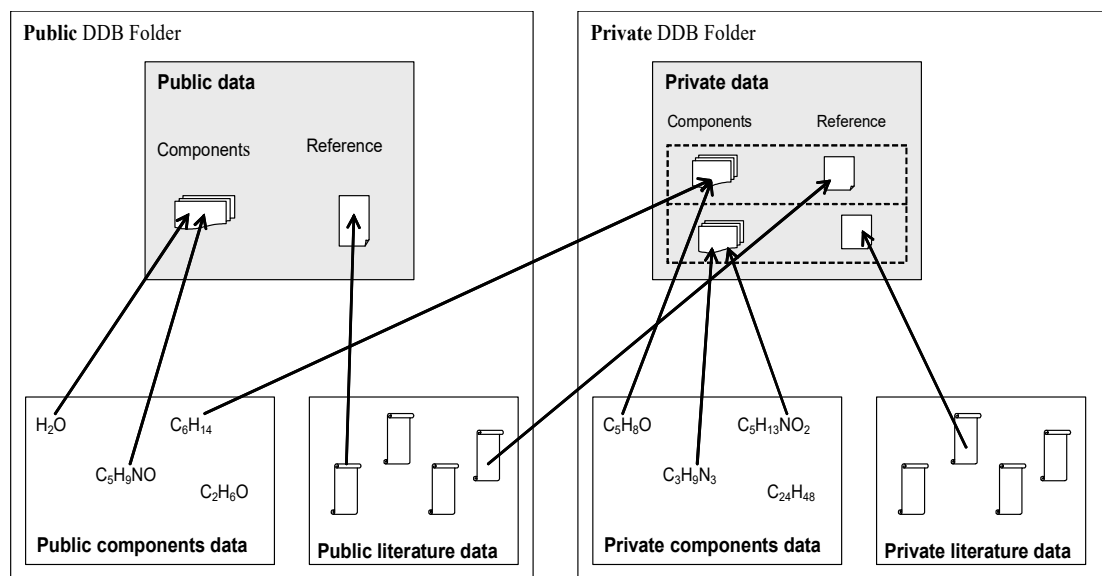 Public DDB Folder
Public data
Components
Reference
H₂O
C₆H₁₄
C₅H₉NO
C₂H₆O
Public components data
Public literature data
Private DDB Folder
Private data
Components
Reference
C₅H₈O
C₅H₁₃NO₂
C₃H₉N₃
C₂₄H₄₈
Private components data
Private literature data